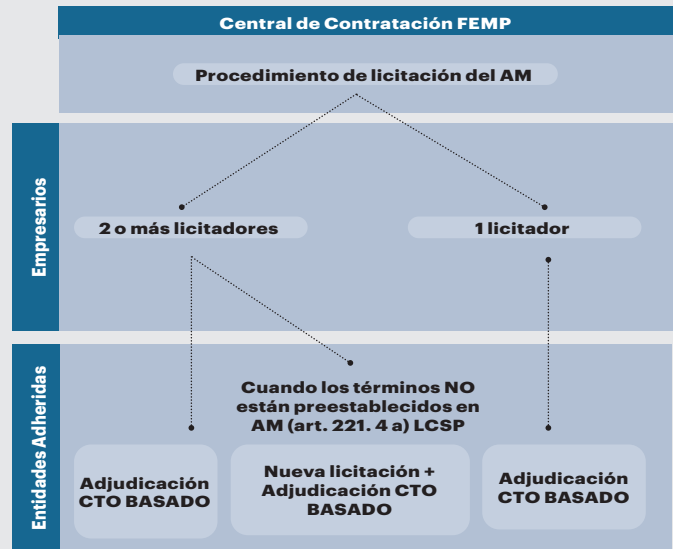 Central de Contratación FEMP
Procedimiento de licitación del AM
Empresarios
2 o más licitadores
1 licitador
Entidades Adheridas
Cuando los términos NO
están preestablecidos en
AM (art. 221. 4 a) LCSP
Adjudicación
CTO BASADO
Nueva licitación +
Adjudicación CTO
BASADO
Adjudicación
CTO BASADO